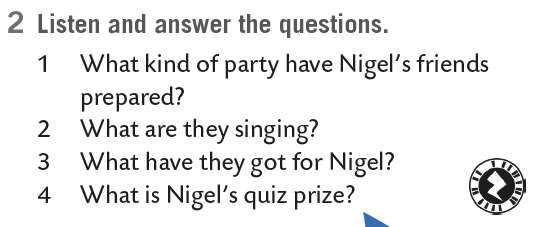 2 Listen and answer the questions.
1 What kind of party have Nigel's friends
prepared?
2 What are they singing?
3 What have they got for Nigel?
4 What is Nigel's quiz prize?